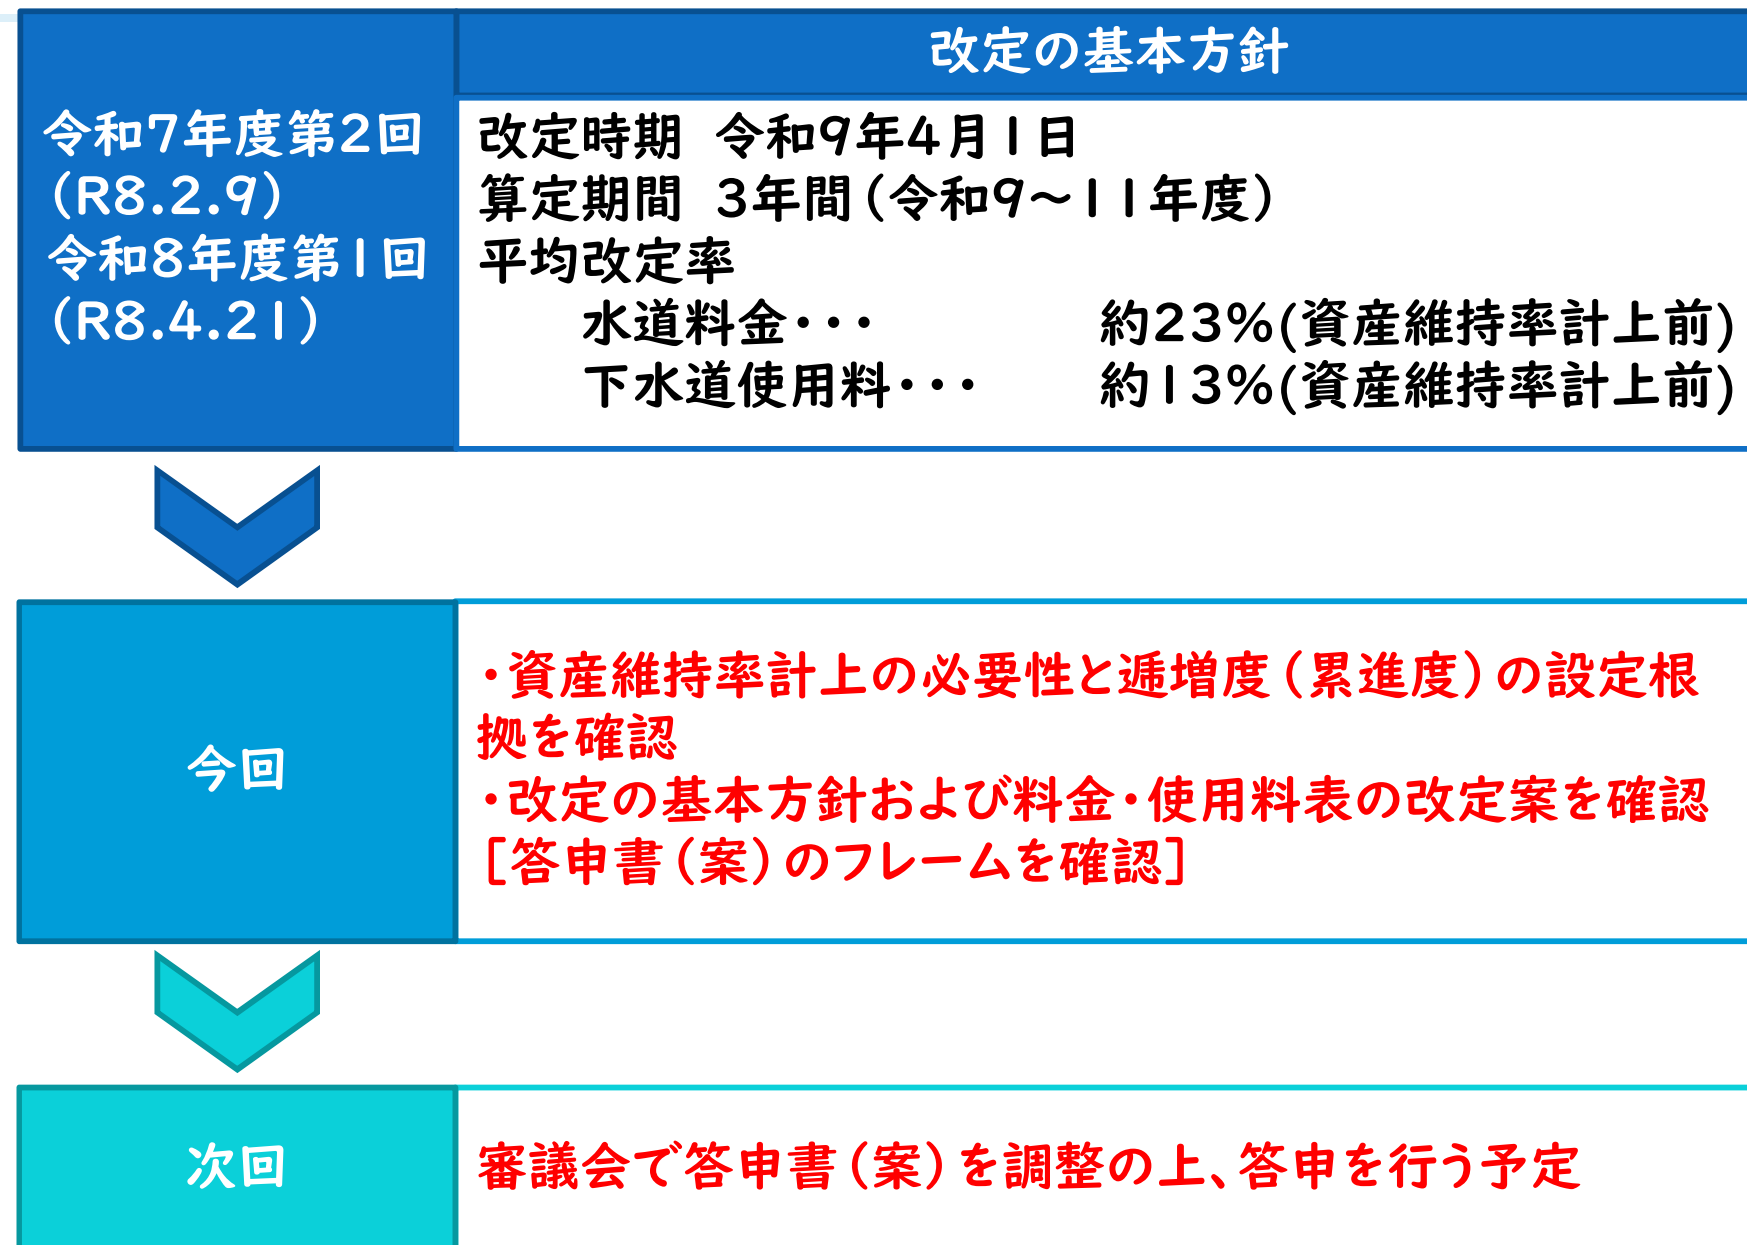 改定の基本方針
令和7年度第2回
(R8.2.9)
令和8年度第1回
(R8.4.21)
改定時期 令和9年4月1日
算定期間 3年間(令和9～11年度)
平均改定率
水道料金・・・ 約23%(資産維持率計上前)
下水道使用料・・・ 約13%(資産維持率計上前)
今回
・資産維持率計上の必要性と逓増度(累進度)の設定根
拠を確認
・改定の基本方針および料金・使用料表の改定案を確認
[答申書(案)のフレームを確認]
次回
審議会で答申書(案)を調整の上、答申を行う予定